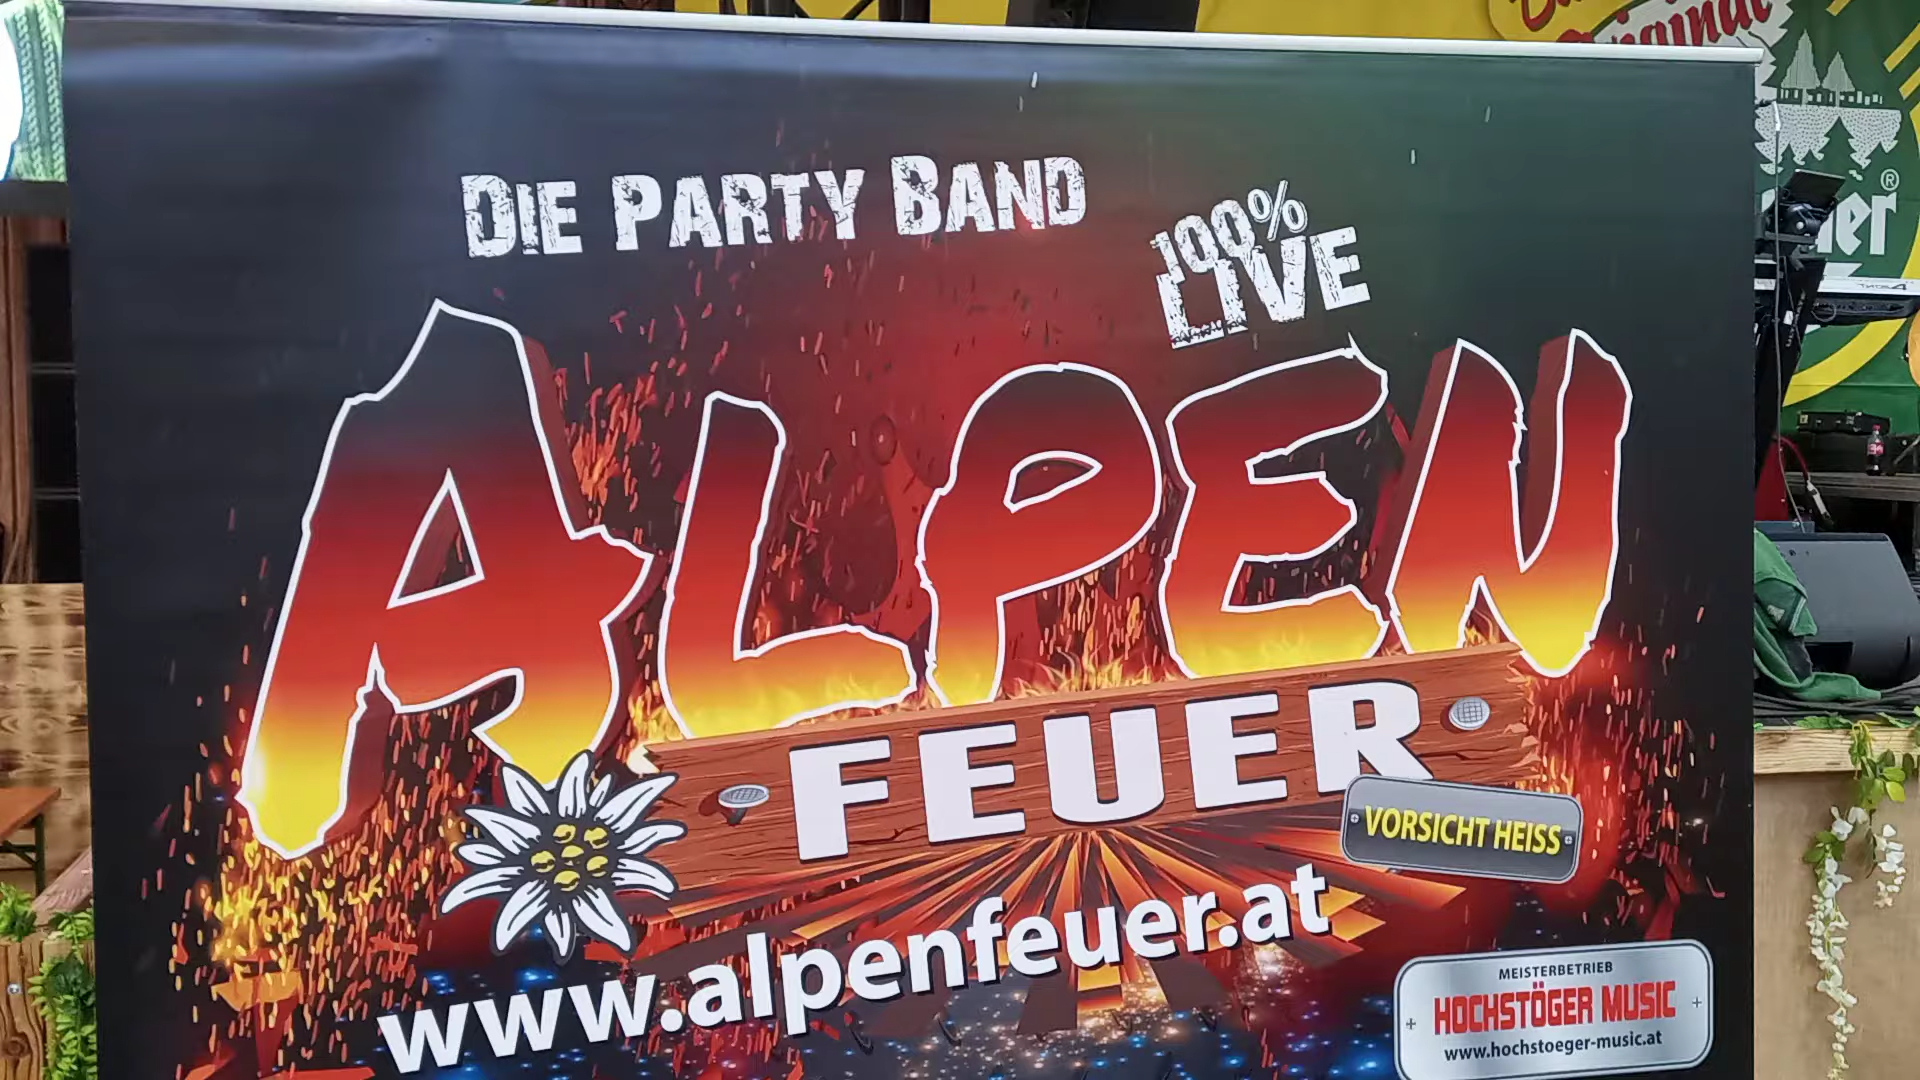 Original
DIE PARTY BAND
100%
LIVE
ALPEN
FEUER
VORSICHT HEISS
www.alpenfeuer.at
MEISTERBETRIEB
HOCHSTÖGER MUSIC
www.hochstoeger-music.at